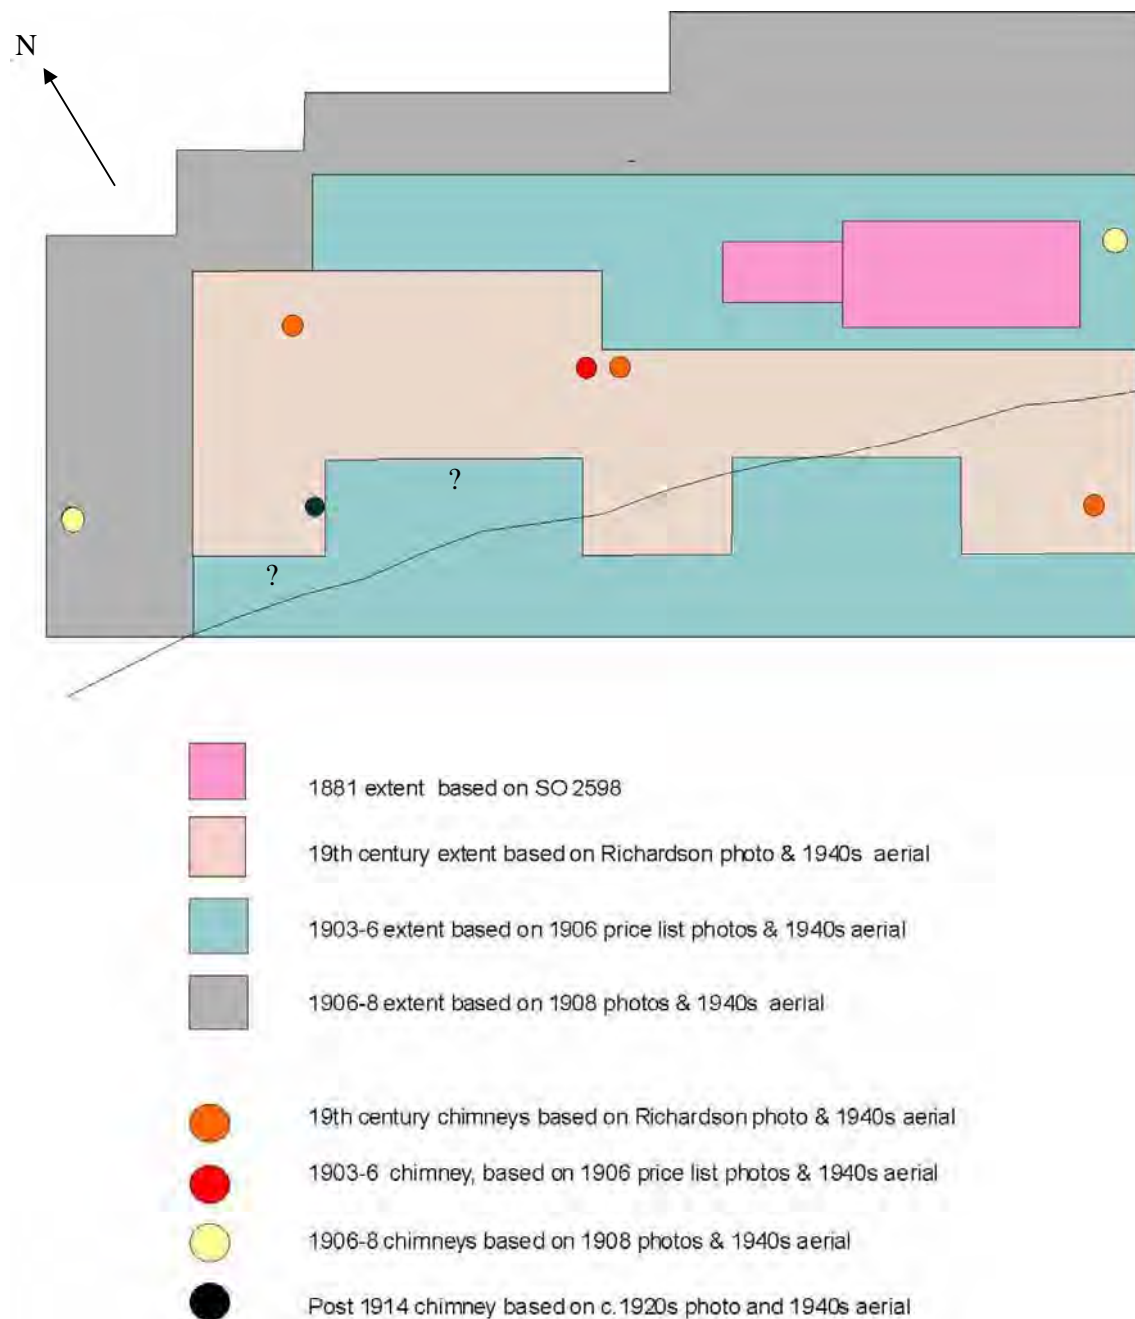 N
?
?
1881 extent based on SO 2598
19th century extent based on Richardson photo & 1940s aerial
1903-6 extent based on 1906 price list photos & 1940s aerial
1906-8 extent based on 1908 photos & 1940s aerial
19th century chimneys based on Richardson photo & 1940s aerial
1903-6 chimney, based on 1906 price list photos & 1940s aerial
1906-8 chimneys based on 1908 photos & 1940s aerial
Post 1914 chimney based on c.1920s photo and 1940s aerial